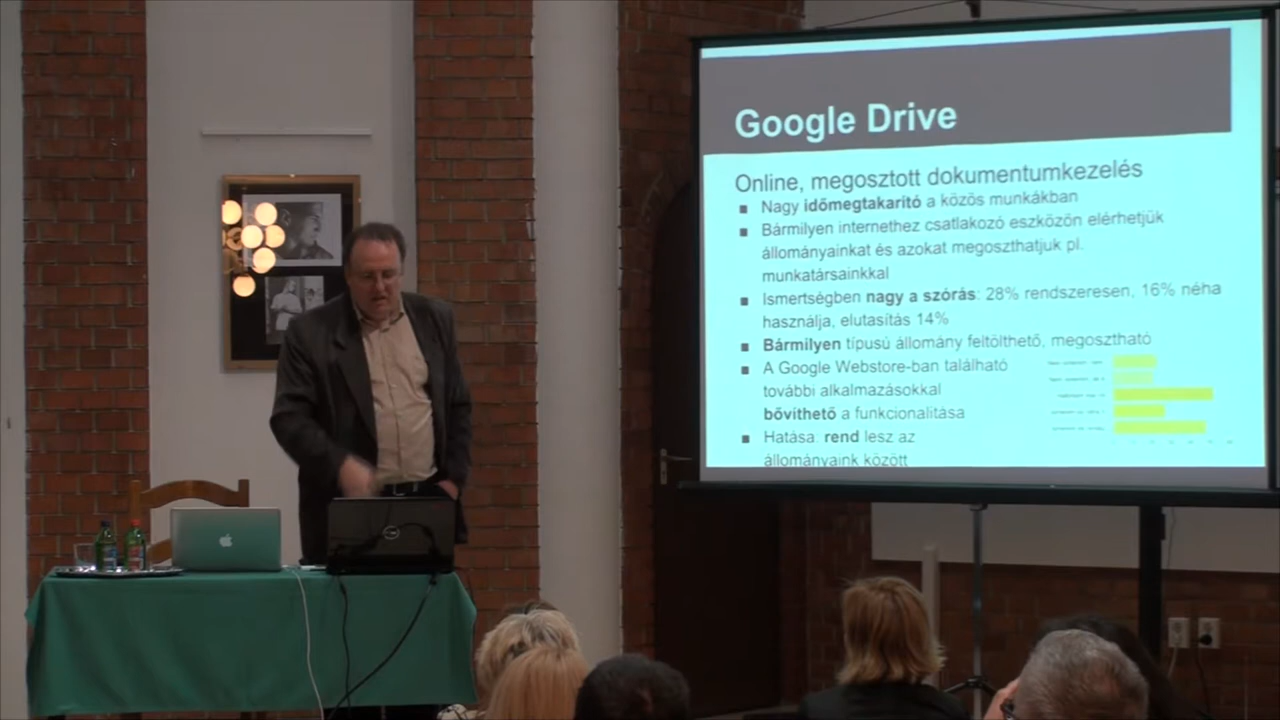 Google Drive
Online, megosztott dokumentumkezelés
Nagy időmegtakarító a közös munkákban
Bármilyen internethez csatlakozó eszközön elérhetjük
állományainkat és azokat megoszthatjuk pl.
munkatársainkkal
Ismertségben nagy a szórás: 28% rendszeresen, 16% néha
használja, elutasítás 14%
Bármilyen típusú állomány feltölthető, megosztható
A Google Webstore-ban található
további alkalmazásokkal
bővíthető a funkcionalitása
Hatása: rend lesz az
állományaink között
DELL